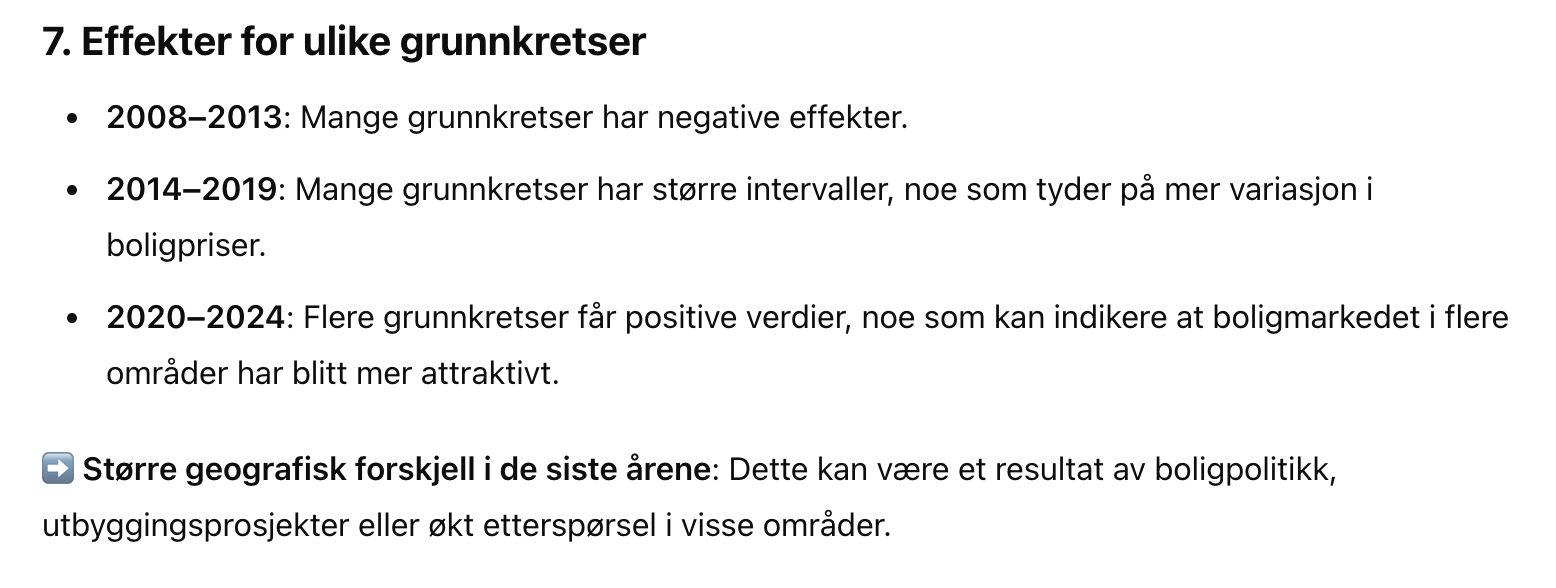 7. Effekter for ulike grunnkretser
• 2008–2013: Mange grunnkretser har negative effekter.
• 2014–2019: Mange grunnkretser har større intervaller, noe som tyder på mer variasjon i
boligpriser.
• 2020–2024: Flere grunnkretser får positive verdier, noe som kan indikere at boligmarkedet i flere
områder har blitt mer attraktivt.
➡️ Større geografisk forskjell i de siste årene: Dette kan være et resultat av boligpolitikk,
utbyggingsprosjekter eller økt etterspørsel i visse områder.